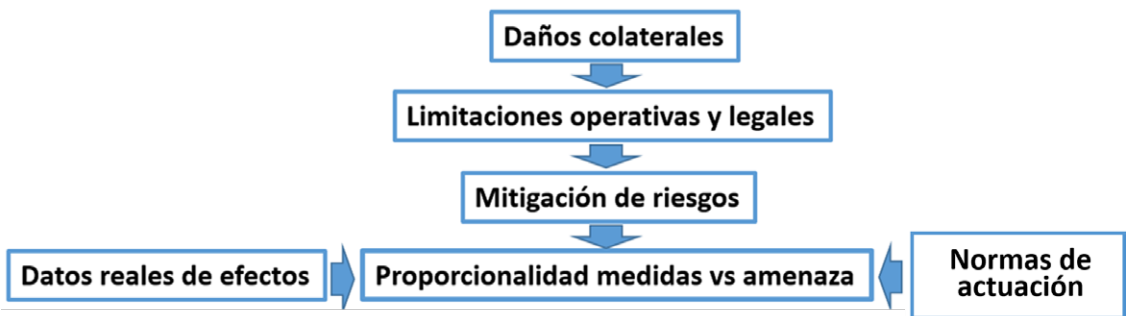 Daños colaterales
Limitaciones operativas y legales
Mitigación de riesgos
Datos reales de efectos
Proporcionalidad medidas vs amenaza
Normas de
actuación